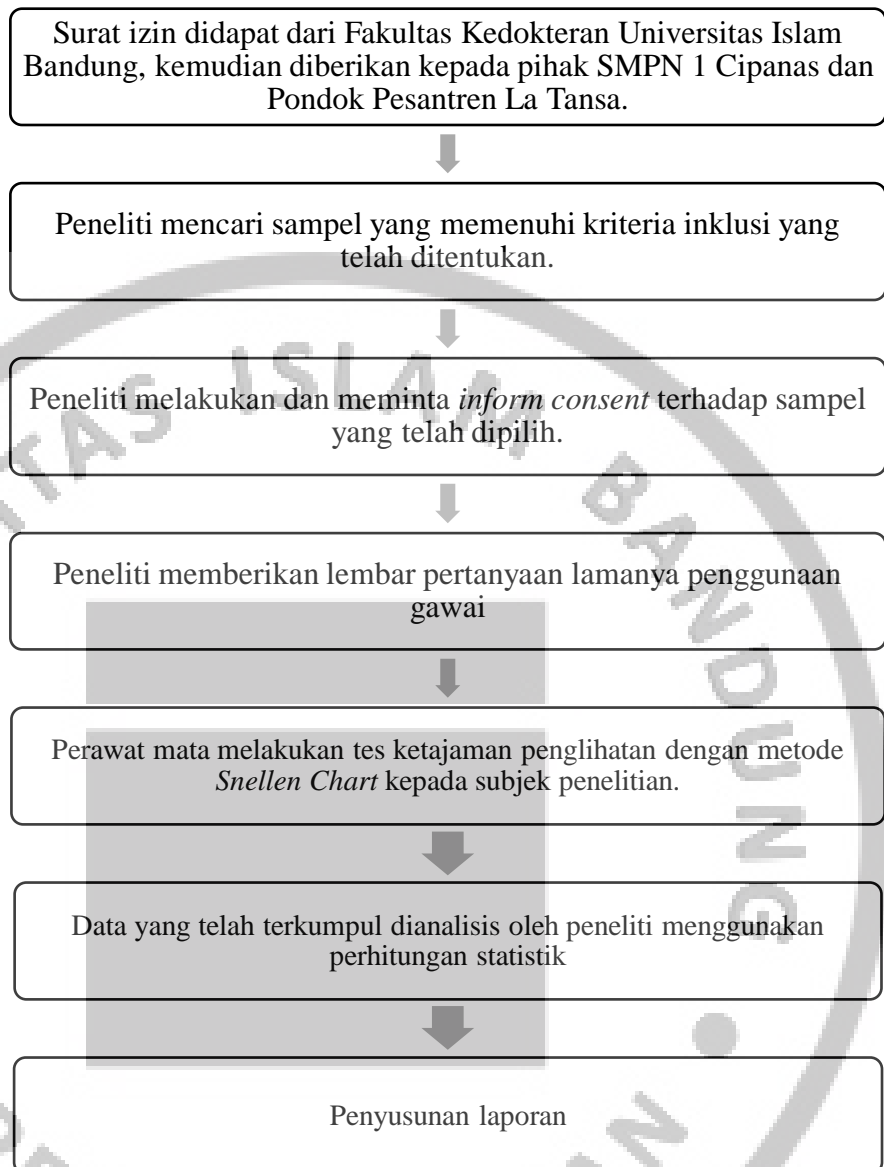 Surat izin didapat dari Fakultas Kedokteran Universitas Islam
Bandung, kemudian diberikan kepada pihak SMPN 1 Cipanas dan
Pondok Pesantren La Tansa.
Peneliti mencari sampel yang memenuhi kriteria inklusi yang
telah ditentukan.
Peneliti melakukan dan meminta inform consent terhadap sampel
yang telah dipilih.
Peneliti memberikan lembar pertanyaan lamanya penggunaan
gawai
Perawat mata melakukan tes ketajaman penglihatan dengan metode
Snellen Chart kepada subjek penelitian.
Data yang telah terkumpul dianalisis oleh peneliti menggunakan
perhitungan statistik
Penyusunan laporan
ITAS ISLAM BANDUNG